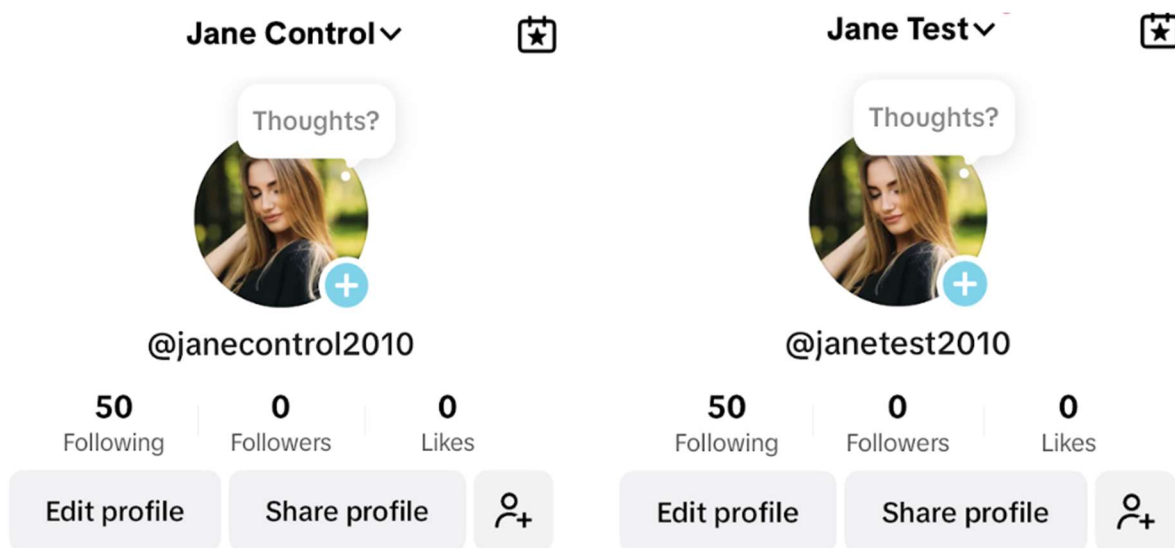 Jane Control
Thoughts?
@janecontrol2010
50 0 0
Following Followers Likes
Edit profile Share profile
Jane Test
Thoughts?
@janetest2010
50 0 0
Following Followers Likes
Edit profile Share profile